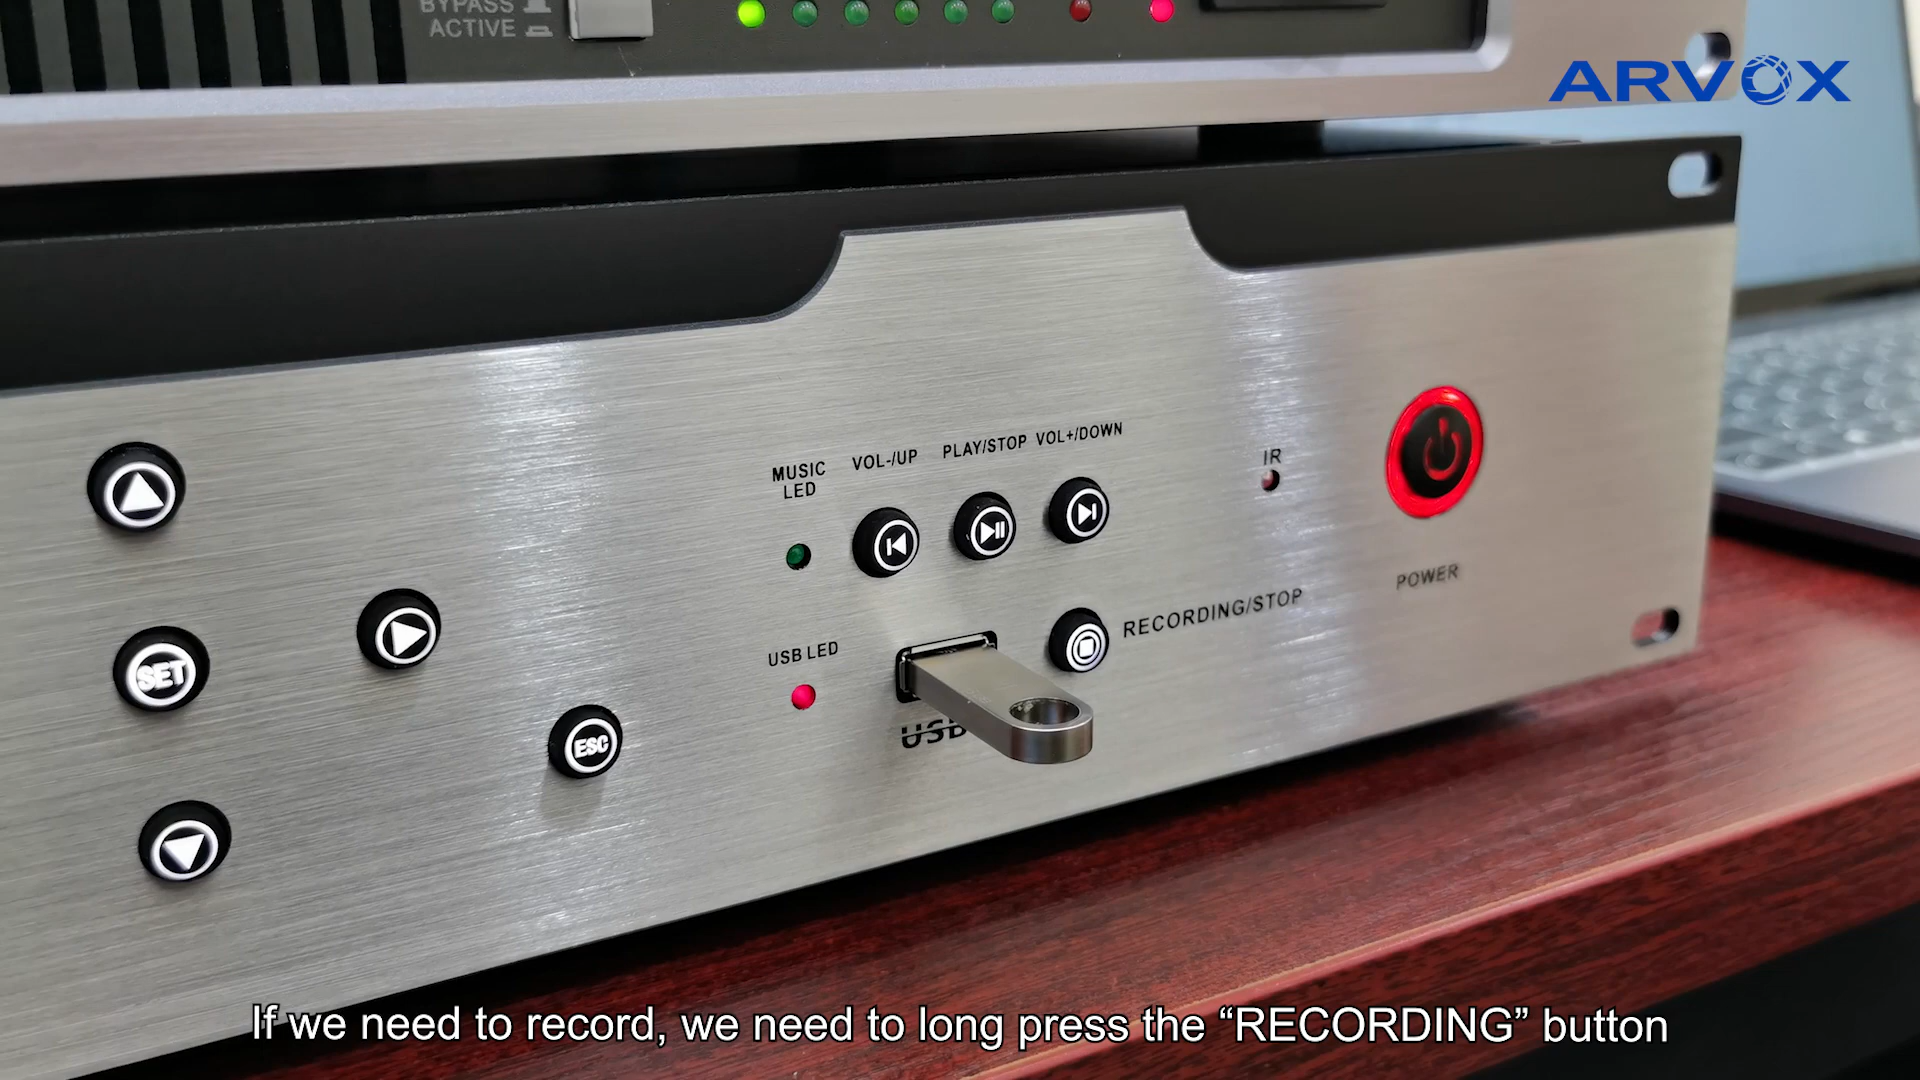 BYPASS
ACTIVE
ARVOX
MUSIC
LED
VOL-/UP
PLAY/STOP
VOL+/DOWN
IR
SET
ESC
USB LED
USB
RECORDING/STOP
POWER
If we need to record, we need to long press the “RECORDING” button